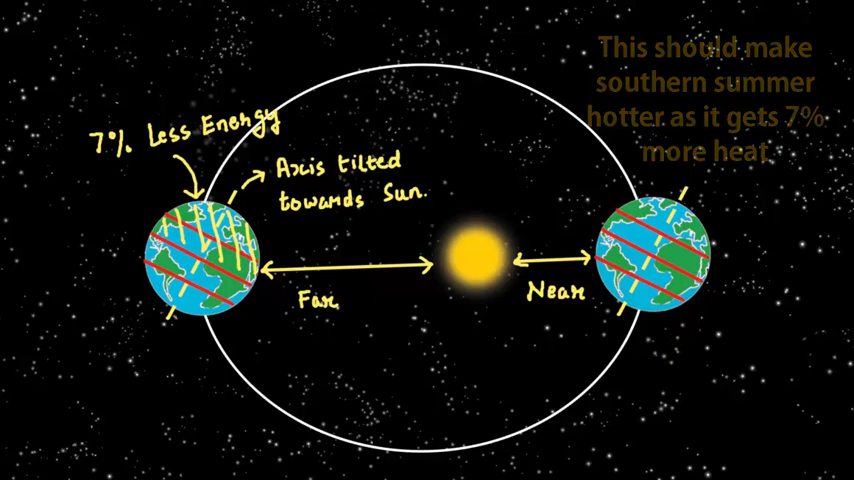 This should make
southern summer
hotter as it gets 7%
more heat
7% Less Energy
Axis tilted
towards Sun.
Far
Near